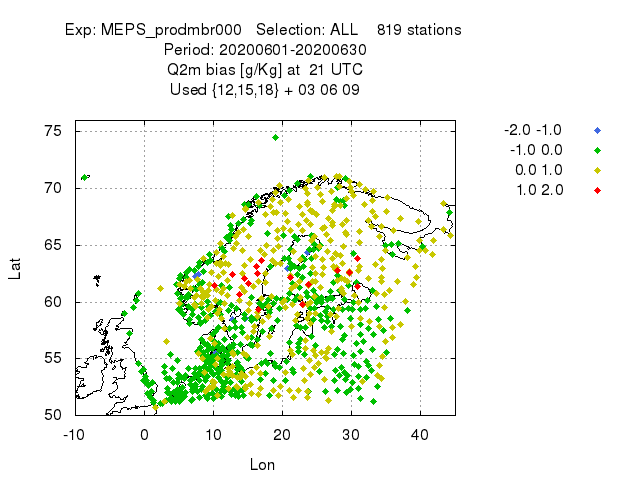 Exp: MEPS_prodmbr000 Selection: ALL 819 stations
Period: 20200601-20200630
Q2m bias [g/Kg] at 21 UTC
Used {12,15,18} + 03 06 09
-2.0 -1.0
-1.0 0.0
0.0 1.0
1.0 2.0
75
70
65
60
55
50
Lat
-10 0 10 20 30 40
Lon